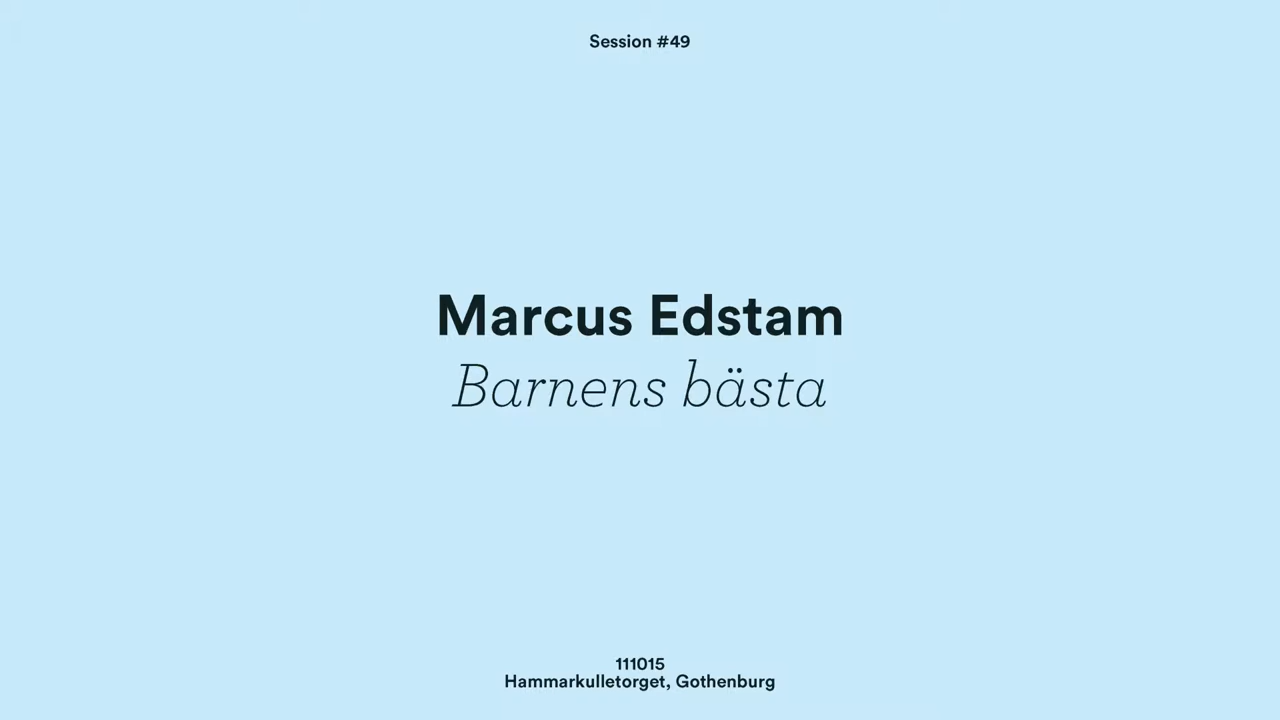 Session #49
Marcus Edstam
Barnens bästa
111015
Hammarkulletorget, Gothenburg